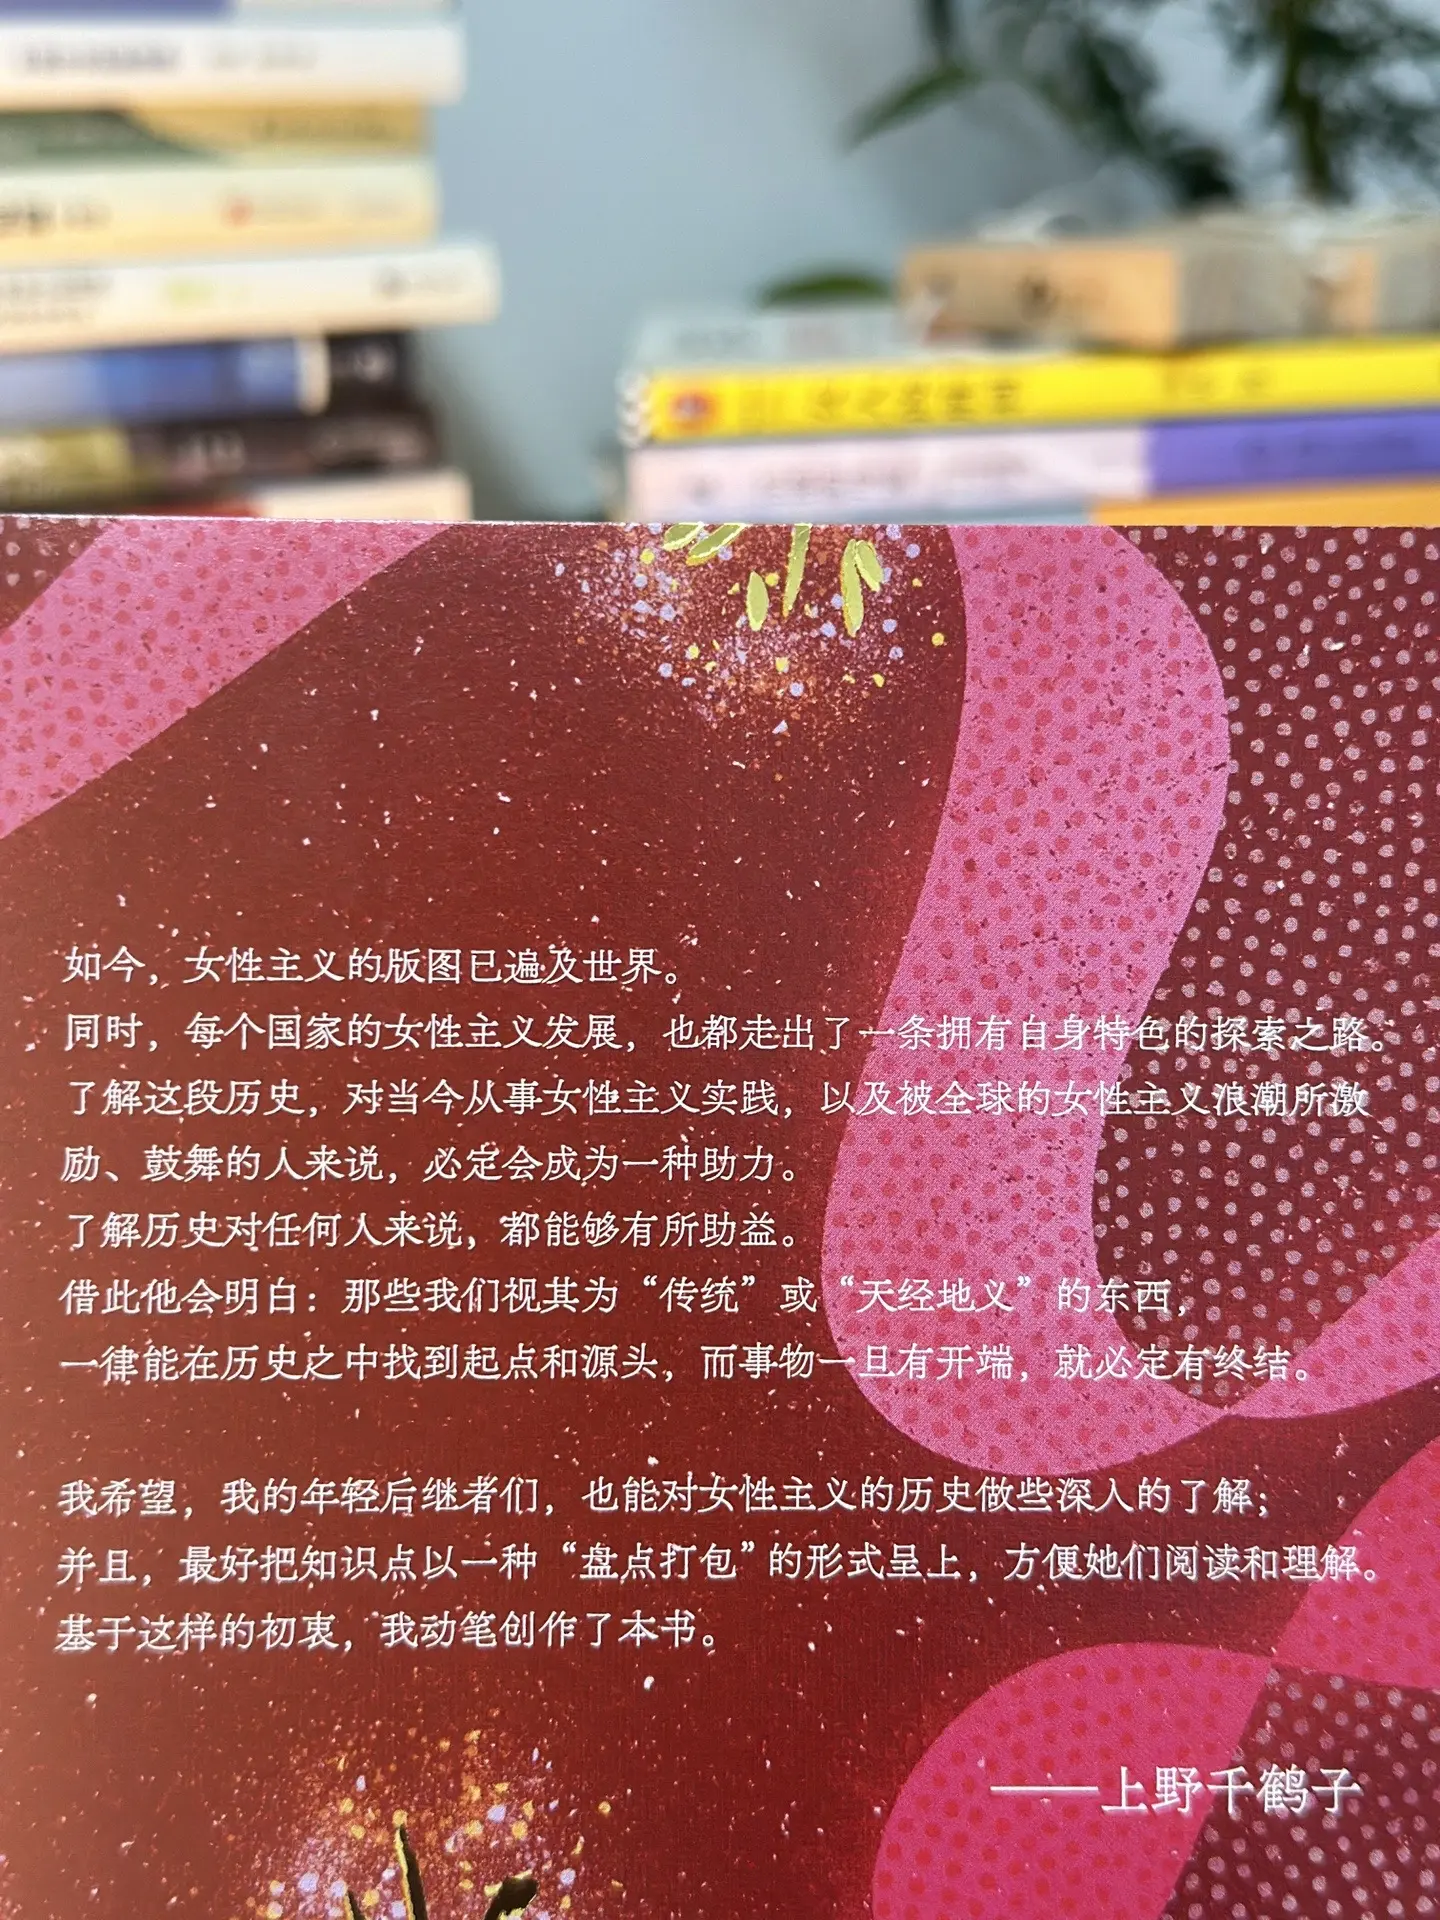 如今，女性主义的版图已遍及世界。
同时，每个国家的女性主义发展，也都走出了一条拥有自身特色的探索之路。
了解这段历史，对当今从事女性主义实践，以及被全球的女性主义浪潮所激
励、鼓舞的人来说，必定会成为一种助力。
了解历史对任何人来说，都能够有所助益。
借此他会明白：那些我们视其为“传统”或“天经地义”的东西，
一律能在历史之中找到起点和源头，而事物一旦有开端，就必定有终结。
我希望，我的年轻后继者们，也能对女性主义的历史做些深入的了解；
并且，最好把知识点以一种“盘点打包”的形式呈上，方便她们阅读和理解。
基于这样的初衷，我动笔创作了本书。
——上野千鹤子